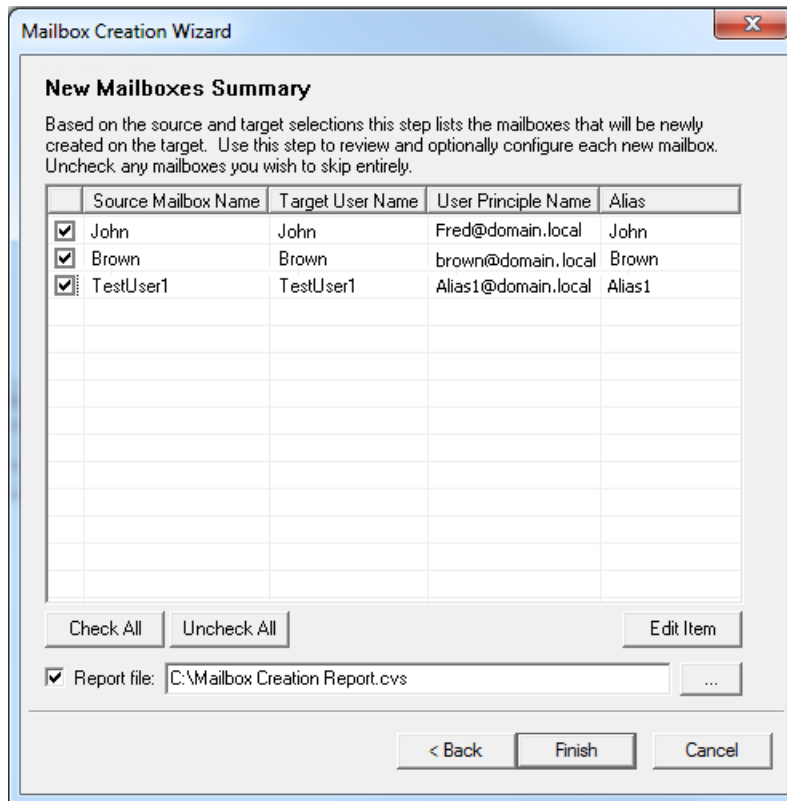 Mailbox Creation Wizard
X
New Mailboxes Summary
Based on the source and target selections this step lists the mailboxes that will be newly
created on the target. Use this step to review and optionally configure each new mailbox.
Uncheck any mailboxes you wish to skip entirely.
Source Mailbox Name Target User Name User Principle Name Alias
John John Fred@domain.local John
Brown Brown brown@domain.local Brown
TestUser1 TestUser1 Alias1@domain.local Alias1
Check All Uncheck All Edit Item
Report file: C:\Mailbox Creation Report.cvs ...
< Back Finish Cancel